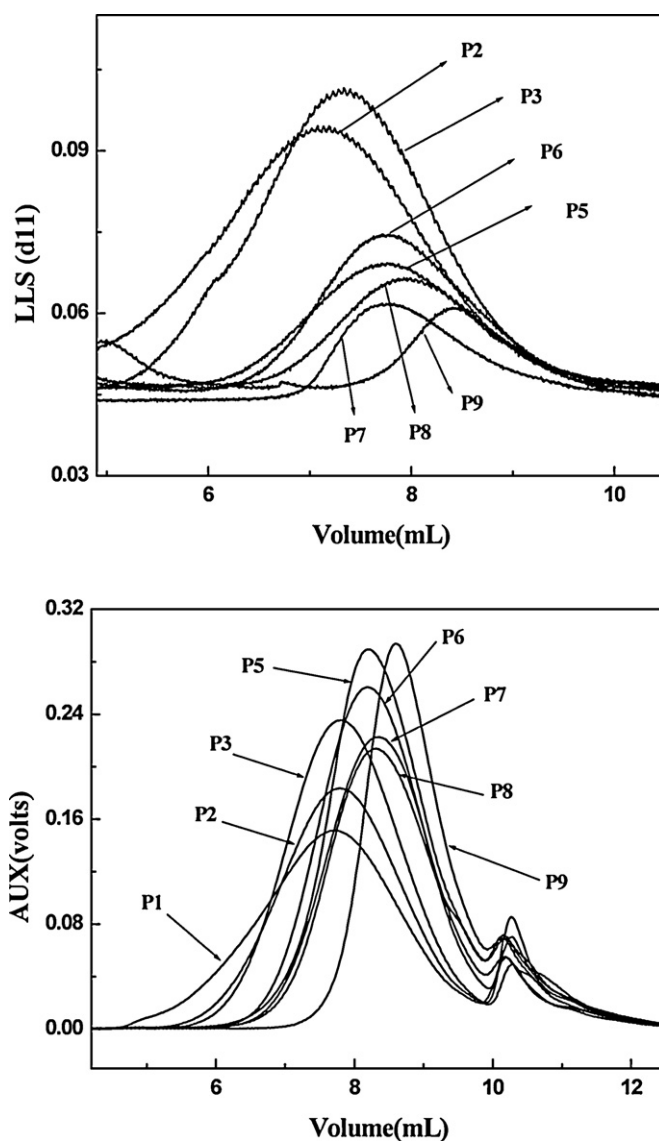 P2
P3
0.09
P6
P5
LLS (d11)
0.06
P9
P7
P8
0.03
6
8
10
Volume(mL)
0.32
P6
P5
P7
0.24
P3
P8
P2
0.16
AUX(volts)
P9
P1
0.08
0.00
6
8
10
12
Volume(mL)